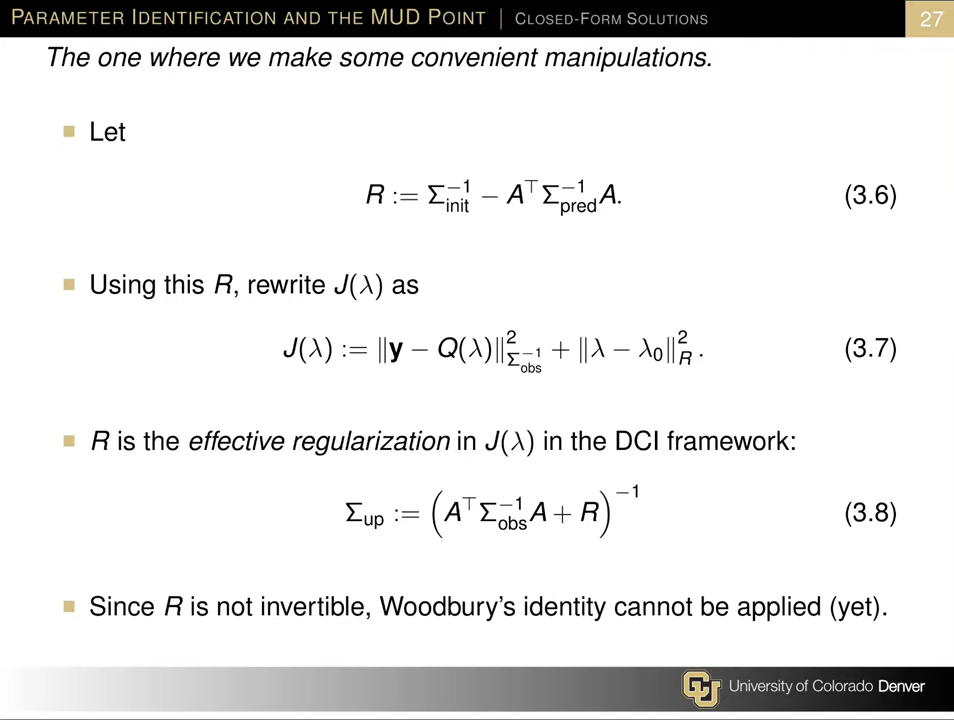 PARAMETER IDENTIFICATION AND THE MUD POINT | CLOSED-FORM SOLUTIONS 27
The one where we make some convenient manipulations.
Let
R := Σ_init^{−1} − A^⊤ Σ_pred^{−1} A. (3.6)
Using this R, rewrite J(λ) as
J(λ) := ‖y − Q(λ)‖²_{Σ_obs^{−1}} + ‖λ − λ₀‖²_R . (3.7)
R is the effective regularization in J(λ) in the DCI framework:
Σ_up := (A^⊤ Σ_obs^{−1} A + R)^{−1} (3.8)
Since R is not invertible, Woodbury's identity cannot be applied (yet).
University of Colorado Denver